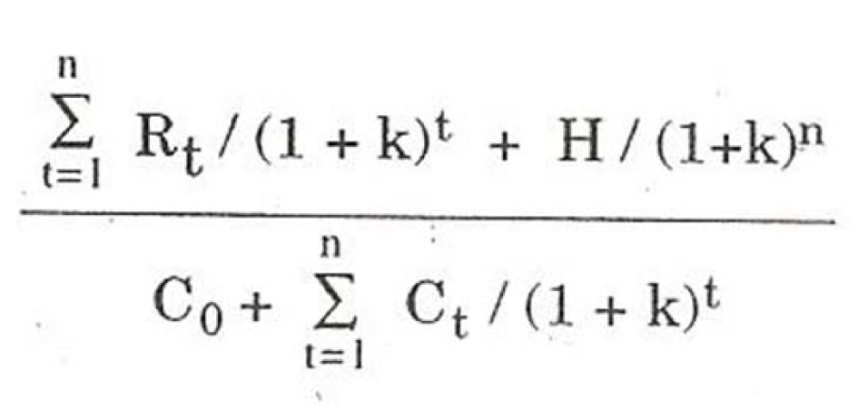 n
Σ R_t / (1 + k)^t + H / (1+k)^n
t=1
n
C_0 + Σ C_t / (1 + k)^t
t=1